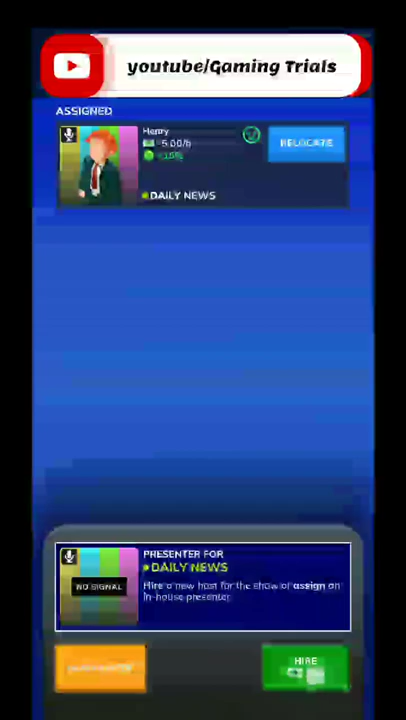 youtube/Gaming Trials
ASSIGNED
Henry
5.00/h
15%
RELOCATE
DAILY NEWS
PRESENTER FOR
DAILY NEWS
NO SIGNAL
Hire a new host for the show or assign an
in-house presenter
HIRE